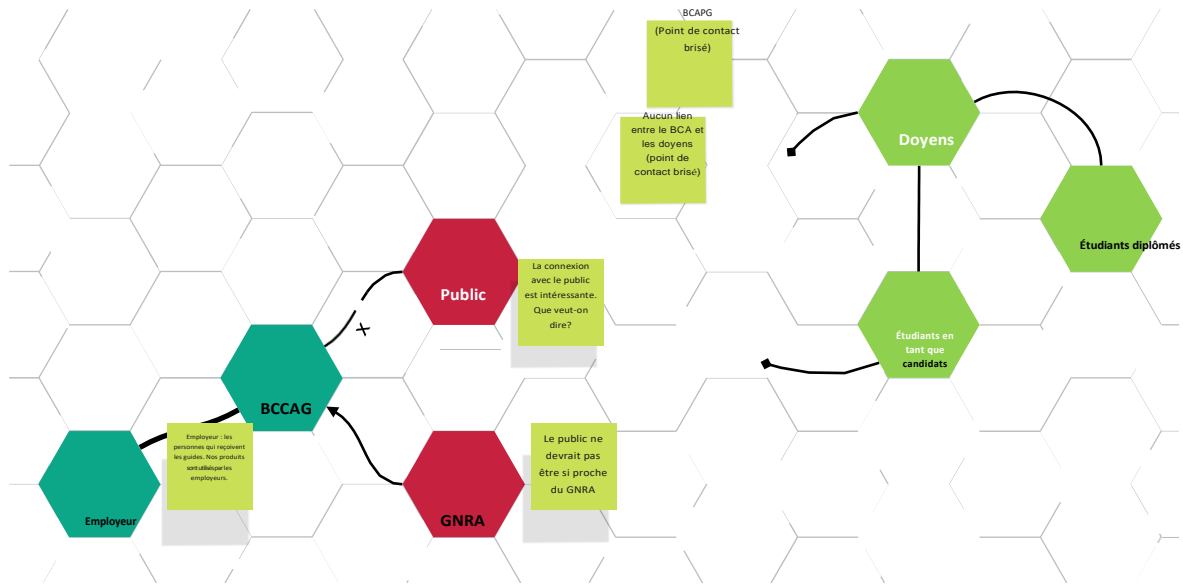 BCAPG
(Point de contact
brisé)
Aucun lien
entre le BCA et
les doyens
(point de
contact brisé)
Doyens
Étudiants diplômés
Public
La connexion
avec le public
est intéressante.
Que veut-on
dire?
Étudiants en
tant que
candidats
X
BCCAG
Employeur : les
personnes qui reçoivent
les guides. Nos produits
sont utilisés par les
employeurs.
Employeur
GNRA
Le public ne
devrait pas
être si proche
du GNRA